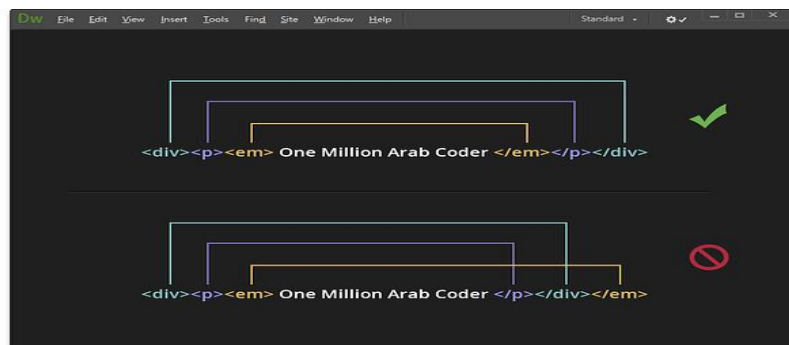 Dw File Edit View Insert Tools Find Site Window Help Standard
<div><p><em> One Million Arab Coder </em></p></div>
<div><p><em> One Million Arab Coder </p></div></em>